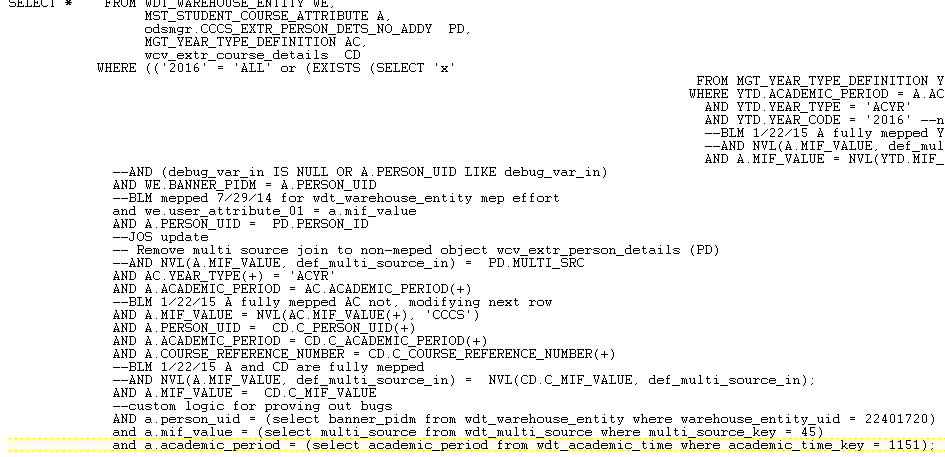 SELECT * FROM WDT_WAREHOUSE_ENTITY WE,
MST_STUDENT_COURSE_ATTRIBUTE A,
odsmgr.CCCS_EXTR_PERSON_DETS_NO_ADDY PD,
MGT_YEAR_TYPE_DEFINITION AC,
wcv_extr_course_details CD
WHERE (('2016' = 'ALL' or (EXISTS (SELECT 'x'
FROM MGT_YEAR_TYPE_DEFINITION Y
WHERE YTD.ACADEMIC_PERIOD = A.AC
AND YTD.YEAR_TYPE = 'ACYR'
AND YTD.YEAR_CODE = '2016' --n
--BLM 1/22/15 A fully mepped Y
--AND NVL(A.MIF_VALUE, def_mul
AND A.MIF_VALUE = NVL(YTD.MIF_
--AND (debug_var_in IS NULL OR A.PERSON_UID LIKE debug_var_in)
AND WE.BANNER_PIDM = A.PERSON_UID
--BLM mepped 7/29/14 for wdt_warehouse_entity mep effort
and we.user_attribute_01 = a.mif_value
AND A.PERSON_UID = PD.PERSON_ID
--JOS update
-- Remove multi source join to non-meped object wcv_extr_person_details (PD)
--AND NVL(A.MIF_VALUE, def_multi_source_in) = PD.MULTI_SRC
AND AC.YEAR_TYPE(+) = 'ACYR'
AND A.ACADEMIC_PERIOD = AC.ACADEMIC_PERIOD(+)
--BLM 1/22/15 A fully mepped AC not, modifying next row
AND A.MIF_VALUE = NVL(AC.MIF_VALUE(+), 'CCCS')
AND A.PERSON_UID = CD.C_PERSON_UID(+)
AND A.ACADEMIC_PERIOD = CD.C_ACADEMIC_PERIOD(+)
AND A.COURSE_REFERENCE_NUMBER = CD.C_COURSE_REFERENCE_NUMBER(+)
--BLM 1/22/15 A and CD are fully mepped
--AND NVL(A.MIF_VALUE, def_multi_source_in) = NVL(CD.C_MIF_VALUE, def_multi_source_in);
AND A.MIF_VALUE = CD.C_MIF_VALUE
--custom logic for proving out bugs
AND a.person_uid = (select banner_pidm from wdt_warehouse_entity where warehouse_entity_uid = 22401720)
and a.mif_value = (select multi_source from wdt_multi_source where multi_source_key = 45)
and a.academic_period = (select academic_period from wdt_academic_time where academic_time_key = 1151);